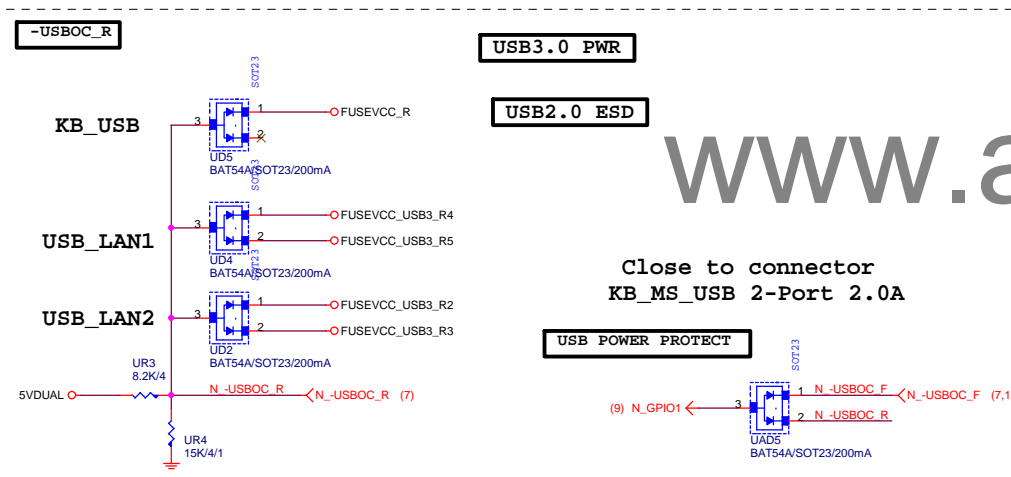 -USBOC_R
USB3.0 PWR
SOT23
USB2.0 ESD
KB_USB
3
1
FUSEVCC_R
2
UD5
BAT54A/SOT23/200mA
www.a
SOT23
USB_LAN1
3
1
FUSEVCC_USB3_R4
2
FUSEVCC_USB3_R5
UD4
BAT54A/SOT23/200mA
SOT23
Close to connector
KB_MS_USB 2-Port 2.0A
USB_LAN2
3
1
FUSEVCC_USB3_R2
2
FUSEVCC_USB3_R3
UD2
BAT54A/SOT23/200mA
USB POWER PROTECT
SOT23
UR3
8.2K/4
5VDUAL
N_-USBOC_R
N_-USBOC_R (7)
UR4
15K/4/1
(9) N_GPIO1
3
1
N_-USBOC_F
N_-USBOC_F (7,1
2
N_-USBOC_R
UAD5
BAT54A/SOT23/200mA